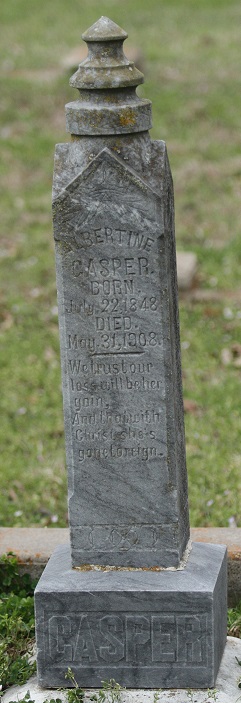 ALBERTINE
CASPER.
BORN.
July. 22. 1848.
DIED.
May. 31, 1908.
We trust our
loss will be her
gain.
And that with
Christ she's
gone to reign.
CASPER